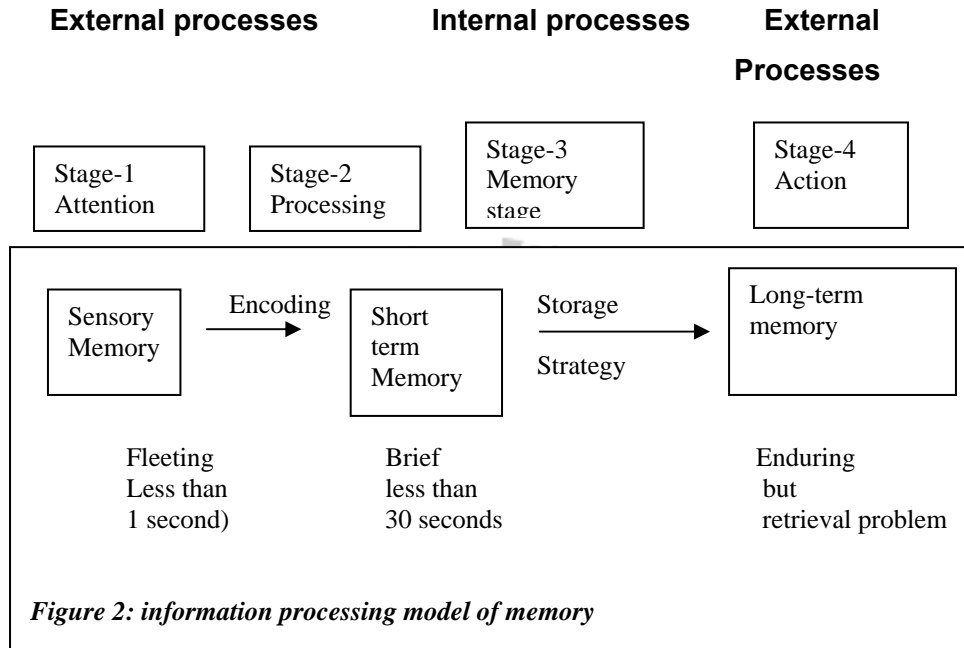 External processes
Internal processes
External
Processes
Stage-1
Attention
Stage-2
Processing
Stage-3
Memory
stage
Stage-4
Action
Sensory
Memory
Encoding
Short
term
Memory
Storage
Strategy
Long-term
memory
Fleeting
Less than
1 second)
Brief
less than
30 seconds
Enduring
but
retrieval problem
Figure 2: information processing model of memory